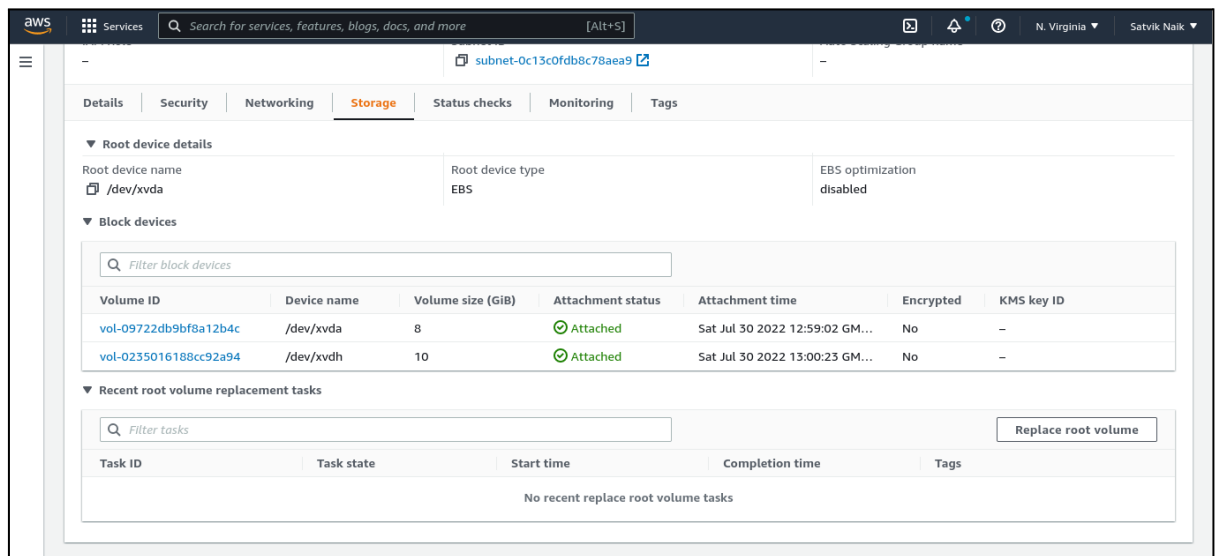 aws Services Search for services, features, blogs, docs, and more [Alt+S] N. Virginia ▼ Satvik Naik ▼
– subnet-0c13c0fdb8c78aea9 –
Details Security Networking Storage Status checks Monitoring Tags
▼ Root device details
Root device name Root device type EBS optimization
/dev/xvda EBS disabled
▼ Block devices
Filter block devices
Volume ID Device name Volume size (GiB) Attachment status Attachment time Encrypted KMS key ID
vol-09722db9bf8a12b4c /dev/xvda 8 Attached Sat Jul 30 2022 12:59:02 GM... No –
vol-0235016188cc92a94 /dev/xvdh 10 Attached Sat Jul 30 2022 13:00:23 GM... No –
▼ Recent root volume replacement tasks
Filter tasks Replace root volume
Task ID Task state Start time Completion time Tags
No recent replace root volume tasks